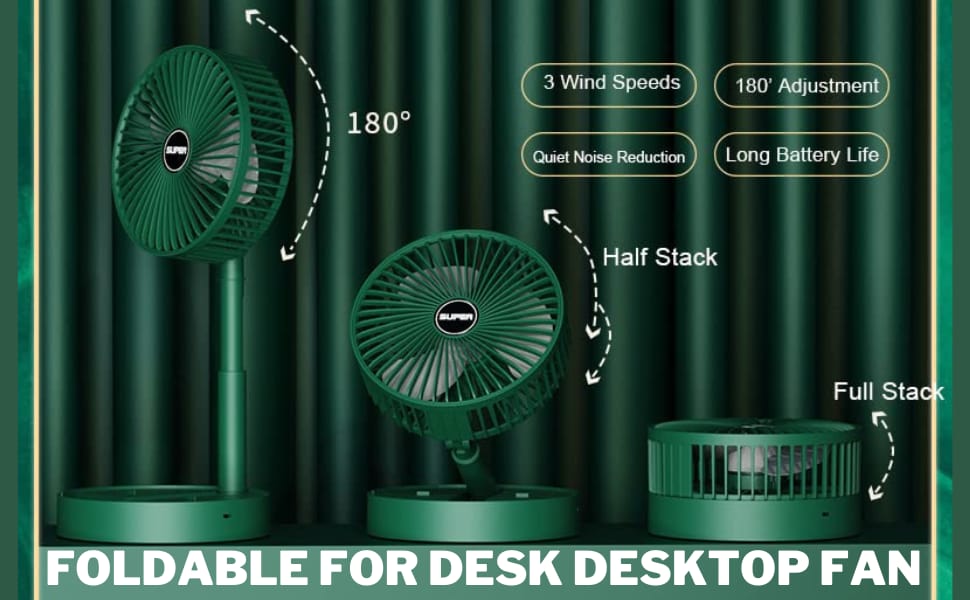 3 Wind Speeds
180' Adjustment
180°
Quiet Noise Reduction
Long Battery Life
SUPER
Half Stack
SUPER
Full Stack
FOLDABLE FOR DESK DESKTOP FAN